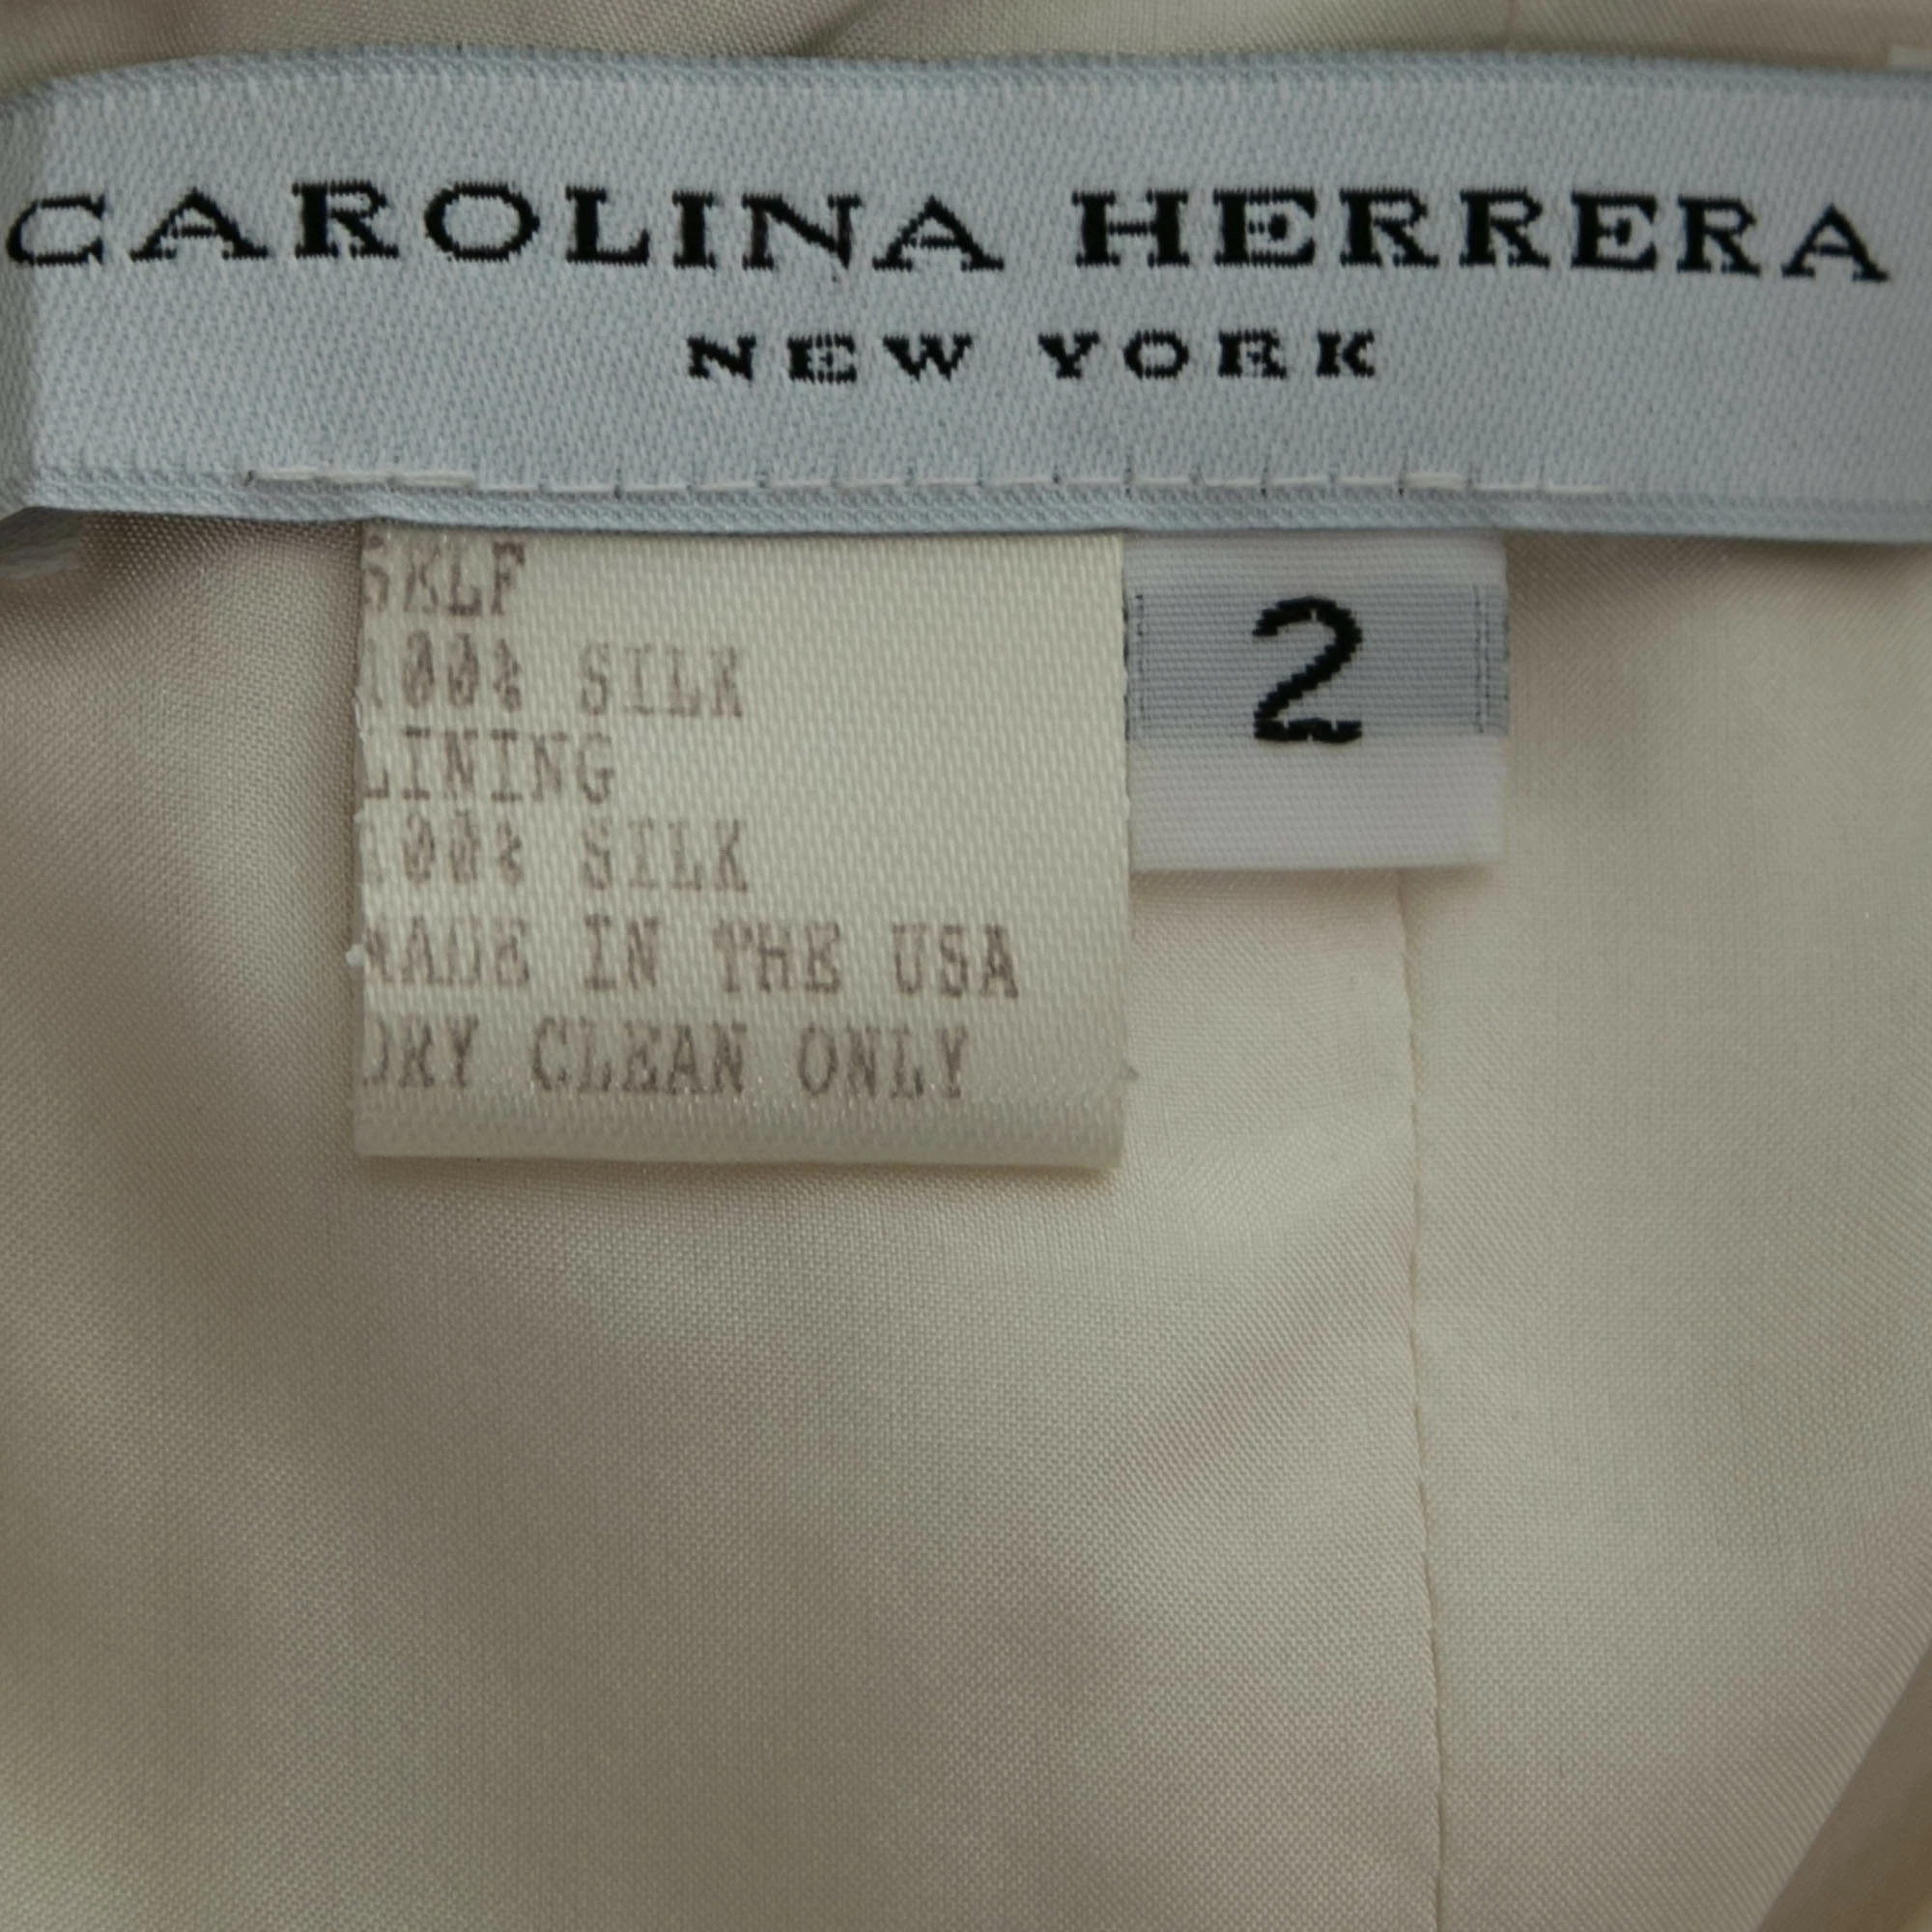 CAROLINA HERRERA
NEW YORK
2
SELF
100% SILK
LINING
100% SILK
MADE IN THE USA
DRY CLEAN ONLY